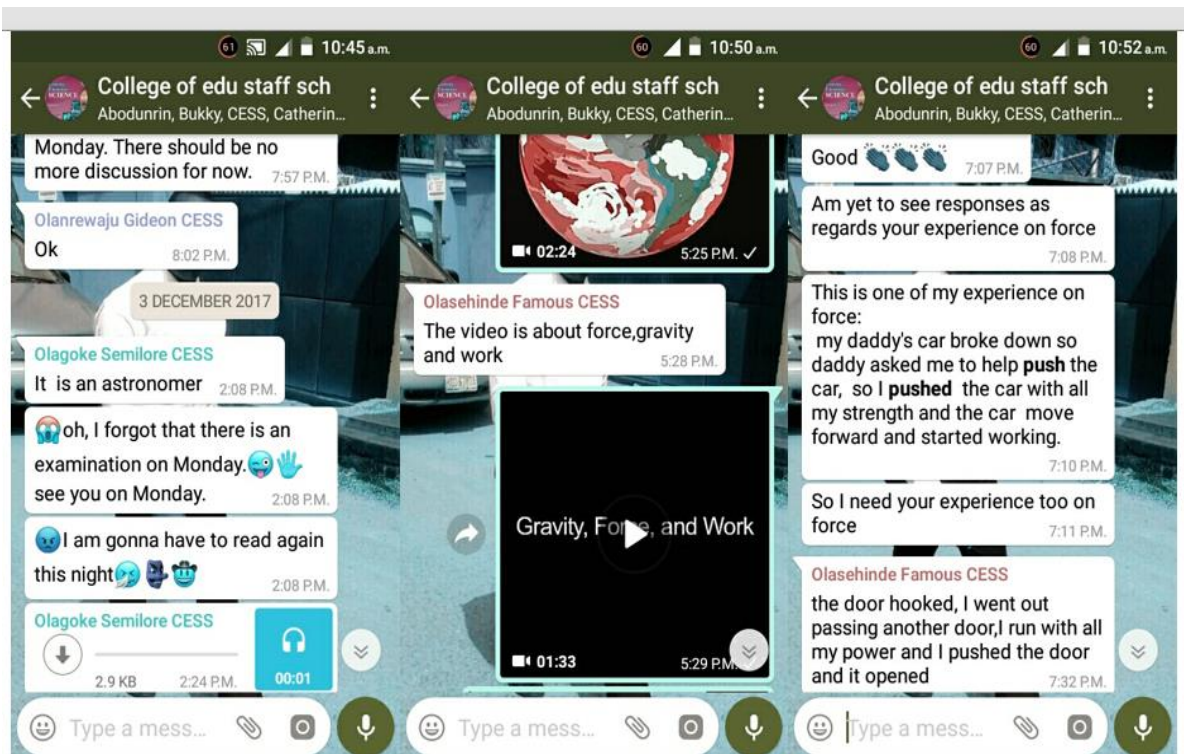 61 10:45 a.m.
College of edu staff sch
Abodunrin, Bukky, CESS, Catherin...
Monday. There should be no
more discussion for now. 7:57 P.M.
Olanrewaju Gideon CESS
Ok
8:02 P.M.
3 DECEMBER 2017
Olagoke Semilore CESS
It is an astronomer 2:08 P.M.
oh, I forgot that there is an
examination on Monday.
see you on Monday. 2:08 P.M.
I am gonna have to read again
this night
2:08 P.M.
Olagoke Semilore CESS
2.9 KB 2:24 P.M. 00:01
Type a mess...
60 10:50 a.m.
College of edu staff sch
Abodunrin, Bukky, CESS, Catherin...
02:24 5:25 P.M.
Olasehinde Famous CESS
The video is about force,gravity
and work 5:28 P.M.
Gravity, Force, and Work
01:33 5:29 P.M.
Type a mess...
60 10:52 a.m.
College of edu staff sch
Abodunrin, Bukky, CESS, Catherin...
Good 7:07 P.M.
Am yet to see responses as
regards your experience on force
7:08 P.M.
This is one of my experience on
force:
my daddy's car broke down so
daddy asked me to help push the
car, so I pushed the car with all
my strength and the car move
forward and started working.
7:10 P.M.
So I need your experience too on
force 7:11 P.M.
Olasehinde Famous CESS
the door hooked, I went out
passing another door,I run with all
my power and I pushed the door
and it opened 7:32 P.M.
Type a mess...